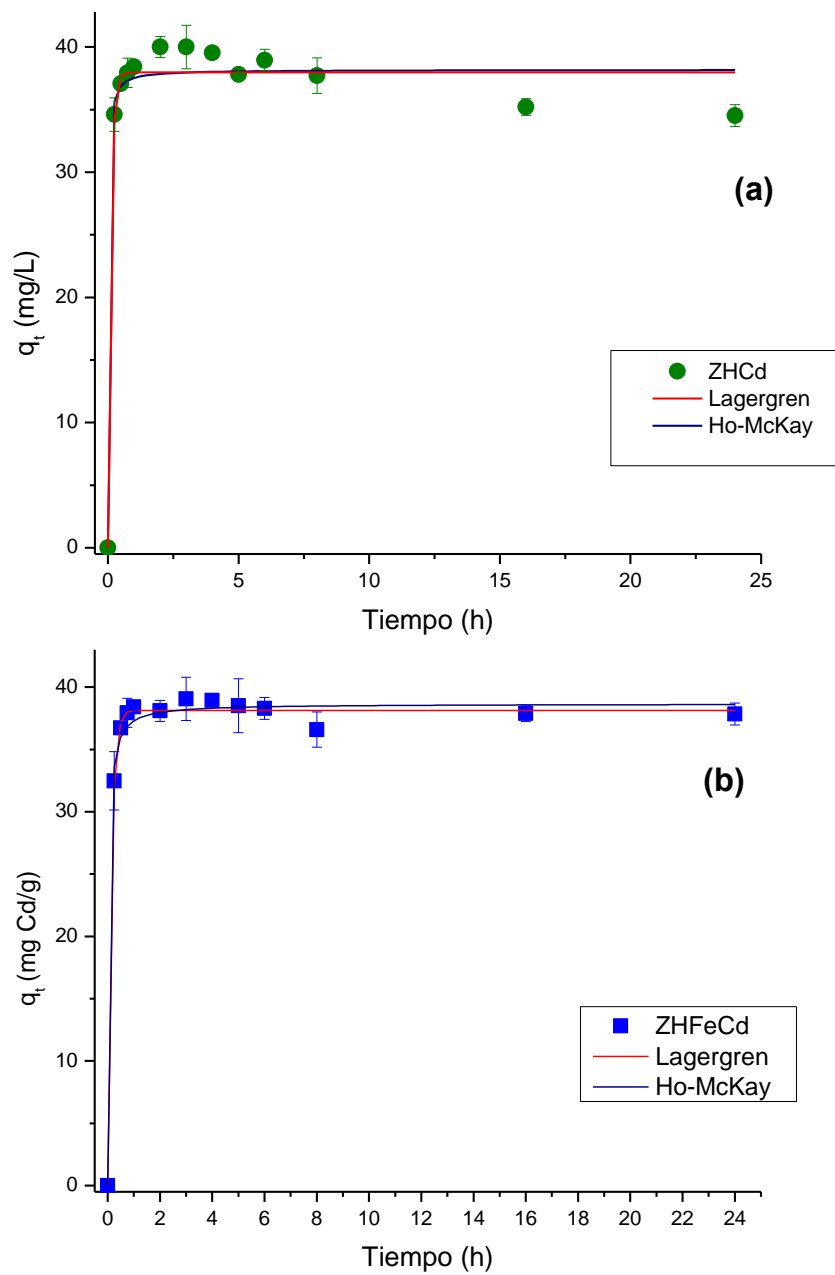 40
30
20
10
0
q_t (mg/L)
(a)
ZHCd
Lagergren
Ho-McKay
0 5 10 15 20 25
Tiempo (h)
40
30
20
10
0
q_t (mg Cd/g)
(b)
ZHFeCd
Lagergren
Ho-McKay
0 2 4 6 8 10 12 14 16 18 20 22 24
Tiempo (h)